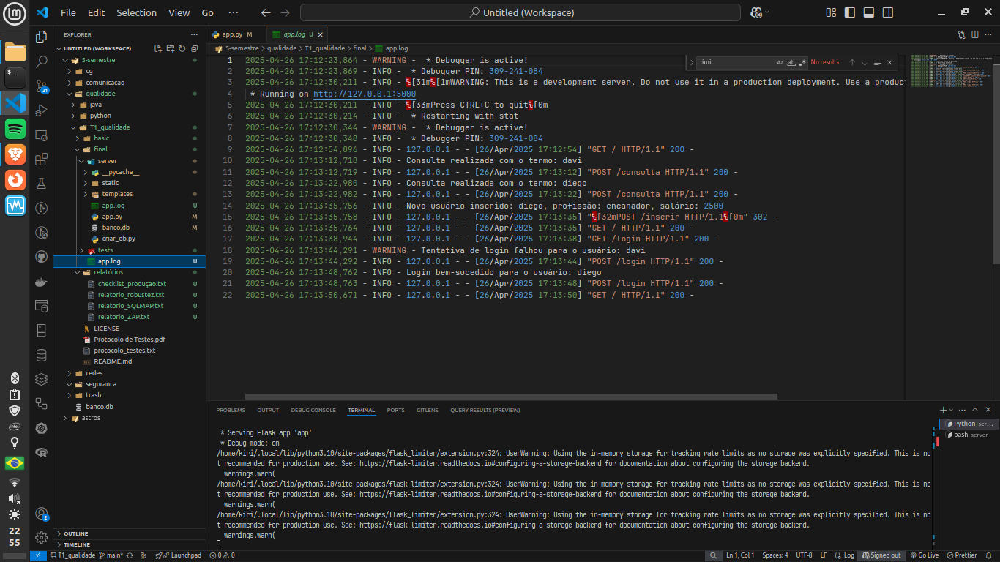 File Edit Selection View Go ··· Untitled (Workspace)
EXPLORER
UNTITLED (WORKSPACE)
5-semestre
cg
comunicacao
qualidade
java
python
T1_qualidade
basic
final
server
__pycache__
static
templates
app.log U
app.py M
banco.db M
criar_db.py
tests
app.log U
relatórios
checklist_produção.txt U
relatorio_robustez.txt U
relatorio_SQLMAP.txt U
relatorio_ZAP.txt U
LICENSE
Protocolo de Testes.pdf
protocolo_testes.txt
README.md
redes
seguranca
trash
banco.db
astros
OUTLINE
TIMELINE
21
2
22
55
app.py M app.log U
5-semestre > qualidade > T1_qualidade > final > app.log
limit Aa ab .* No results
1 2025-04-26 17:12:23,864 - WARNING -  * Debugger is active!
2 2025-04-26 17:12:23,869 - INFO -  * Debugger PIN: 309-241-084
3 2025-04-26 17:12:30,211 - INFO - [31m[1mWARNING: This is a development server. Do not use it in a production deployment. Use a product
4  * Running on http://127.0.0.1:5000
5 2025-04-26 17:12:30,211 - INFO - [33mPress CTRL+C to quit[0m
6 2025-04-26 17:12:30,214 - INFO -  * Restarting with stat
7 2025-04-26 17:12:30,344 - WARNING -  * Debugger is active!
8 2025-04-26 17:12:30,348 - INFO -  * Debugger PIN: 309-241-084
9 2025-04-26 17:12:54,896 - INFO - 127.0.0.1 - - [26/Apr/2025 17:12:54] "GET / HTTP/1.1" 200 -
10 2025-04-26 17:13:12,718 - INFO - Consulta realizada com o termo: davi
11 2025-04-26 17:13:12,719 - INFO - 127.0.0.1 - - [26/Apr/2025 17:13:12] "POST /consulta HTTP/1.1" 200 -
12 2025-04-26 17:13:22,980 - INFO - Consulta realizada com o termo: diego
13 2025-04-26 17:13:22,982 - INFO - 127.0.0.1 - - [26/Apr/2025 17:13:22] "POST /consulta HTTP/1.1" 200 -
14 2025-04-26 17:13:35,756 - INFO - Novo usuário inserido: diego, profissão: encanador, salário: 2500
15 2025-04-26 17:13:35,758 - INFO - 127.0.0.1 - - [26/Apr/2025 17:13:35] "[32mPOST /inserir HTTP/1.1[0m" 302 -
16 2025-04-26 17:13:35,764 - INFO - 127.0.0.1 - - [26/Apr/2025 17:13:35] "GET / HTTP/1.1" 200 -
17 2025-04-26 17:13:38,944 - INFO - 127.0.0.1 - - [26/Apr/2025 17:13:38] "GET /login HTTP/1.1" 200 -
18 2025-04-26 17:13:44,291 - WARNING - Tentativa de login falhou para o usuário: davi
19 2025-04-26 17:13:44,292 - INFO - 127.0.0.1 - - [26/Apr/2025 17:13:44] "POST /login HTTP/1.1" 200 -
20 2025-04-26 17:13:48,762 - INFO - Login bem-sucedido para o usuário: diego
21 2025-04-26 17:13:48,763 - INFO - 127.0.0.1 - - [26/Apr/2025 17:13:48] "POST /login HTTP/1.1" 200 -
22 2025-04-26 17:13:50,671 - INFO - 127.0.0.1 - - [26/Apr/2025 17:13:50] "GET / HTTP/1.1" 200 -
PROBLEMS OUTPUT DEBUG CONSOLE TERMINAL PORTS GITLENS QUERY RESULTS (PREVIEW)
 * Serving Flask app 'app'
 * Debug mode: on
/home/kiri/.local/lib/python3.10/site-packages/flask_limiter/extension.py:324: UserWarning: Using the in-memory storage for tracking rate limits as no storage was explicitly specified. This is no
t recommended for production use. See: https://flask-limiter.readthedocs.io#configuring-a-storage-backend for documentation about configuring the storage backend.
  warnings.warn(
/home/kiri/.local/lib/python3.10/site-packages/flask_limiter/extension.py:324: UserWarning: Using the in-memory storage for tracking rate limits as no storage was explicitly specified. This is no
t recommended for production use. See: https://flask-limiter.readthedocs.io#configuring-a-storage-backend for documentation about configuring the storage backend.
  warnings.warn(
/home/kiri/.local/lib/python3.10/site-packages/flask_limiter/extension.py:324: UserWarning: Using the in-memory storage for tracking rate limits as no storage was explicitly specified. This is no
t recommended for production use. See: https://flask-limiter.readthedocs.io#configuring-a-storage-backend for documentation about configuring the storage backend.
  warnings.warn(
Python ser...
bash server
T1_qualidade main* Launchpad 0 0 Ln 1, Col 1 Spaces: 4 UTF-8 LF Log Signed out Go Live Prettier